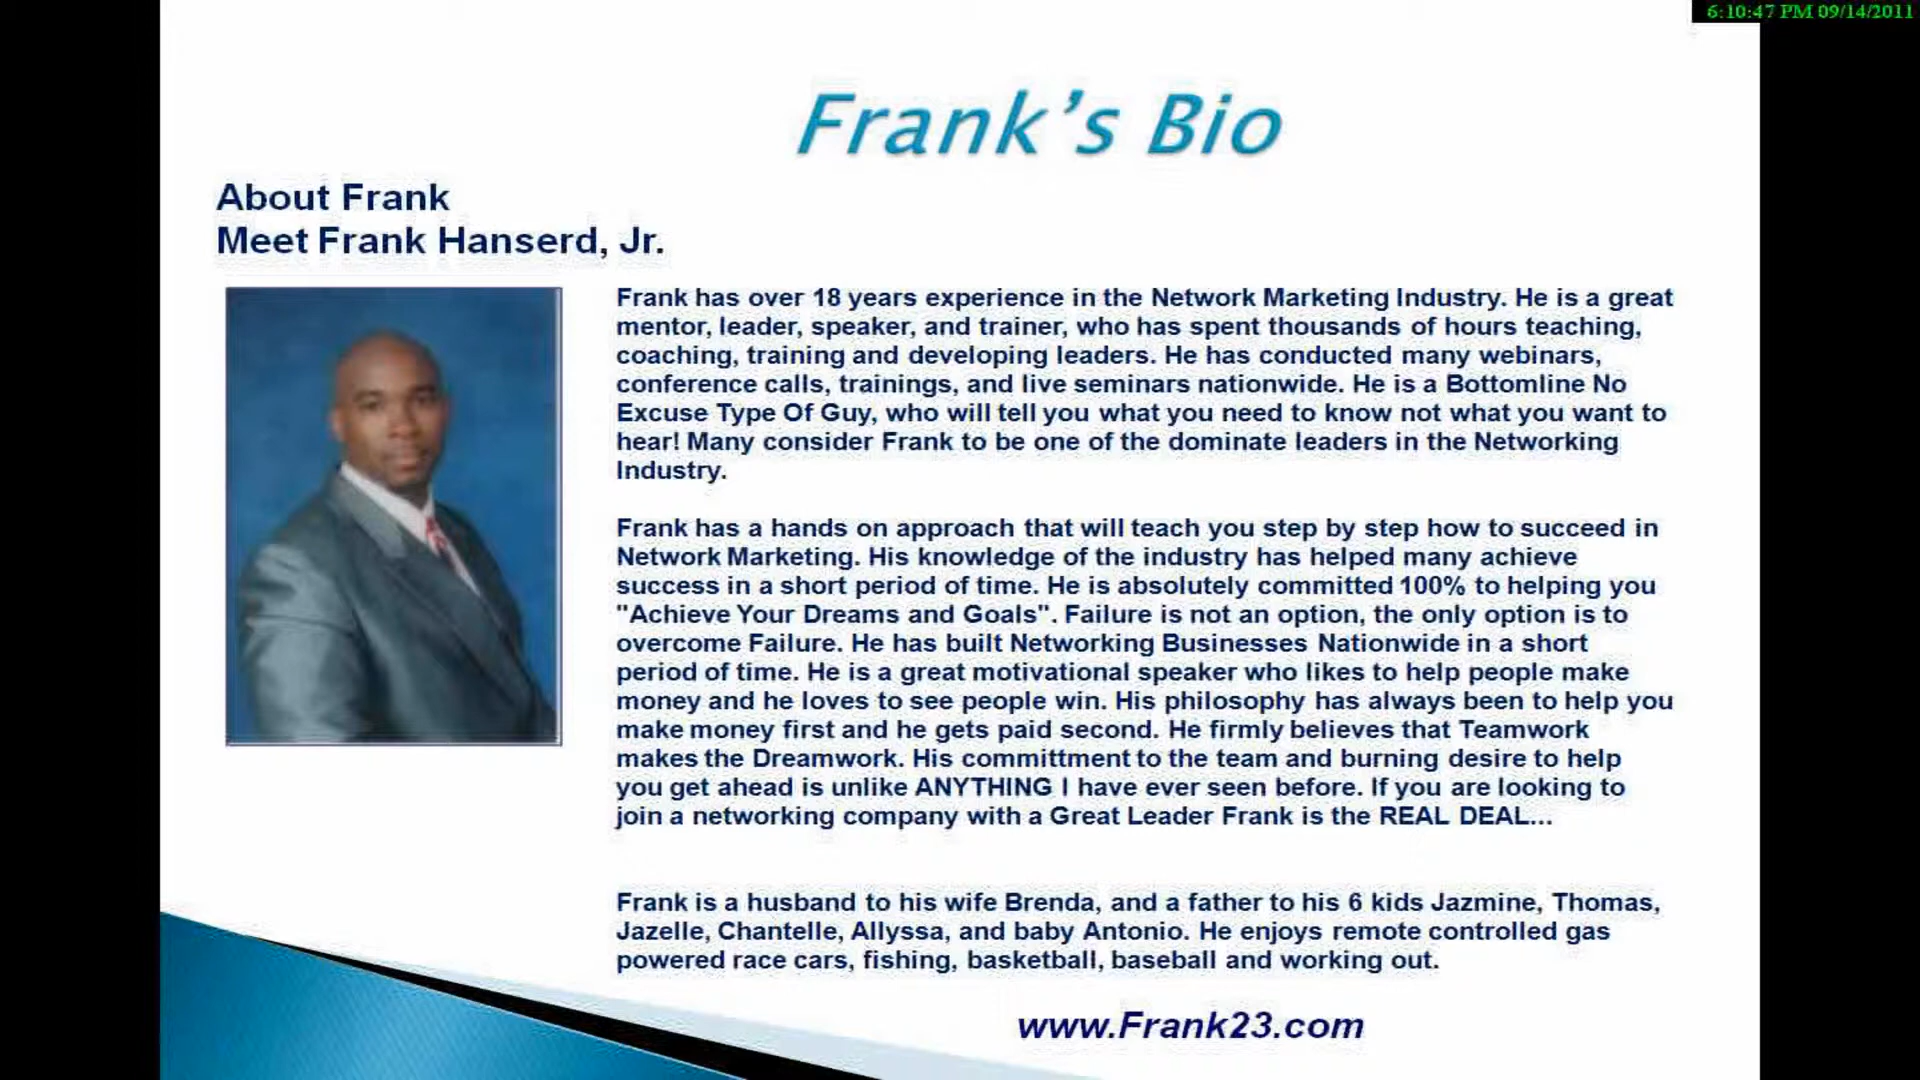 6:10:47 PM 09/14/2011
Frank's Bio
About Frank
Meet Frank Hanserd, Jr.
Frank has over 18 years experience in the Network Marketing Industry. He is a great
mentor, leader, speaker, and trainer, who has spent thousands of hours teaching,
coaching, training and developing leaders. He has conducted many webinars,
conference calls, trainings, and live seminars nationwide. He is a Bottomline No
Excuse Type Of Guy, who will tell you what you need to know not what you want to
hear! Many consider Frank to be one of the dominate leaders in the Networking
Industry.
Frank has a hands on approach that will teach you step by step how to succeed in
Network Marketing. His knowledge of the industry has helped many achieve
success in a short period of time. He is absolutely committed 100% to helping you
"Achieve Your Dreams and Goals". Failure is not an option, the only option is to
overcome Failure. He has built Networking Businesses Nationwide in a short
period of time. He is a great motivational speaker who likes to help people make
money and he loves to see people win. His philosophy has always been to help you
make money first and he gets paid second. He firmly believes that Teamwork
makes the Dreamwork. His committment to the team and burning desire to help
you get ahead is unlike ANYTHING I have ever seen before. If you are looking to
join a networking company with a Great Leader Frank is the REAL DEAL...
Frank is a husband to his wife Brenda, and a father to his 6 kids Jazmine, Thomas,
Jazelle, Chantelle, Allyssa, and baby Antonio. He enjoys remote controlled gas
powered race cars, fishing, basketball, baseball and working out.
www.Frank23.com